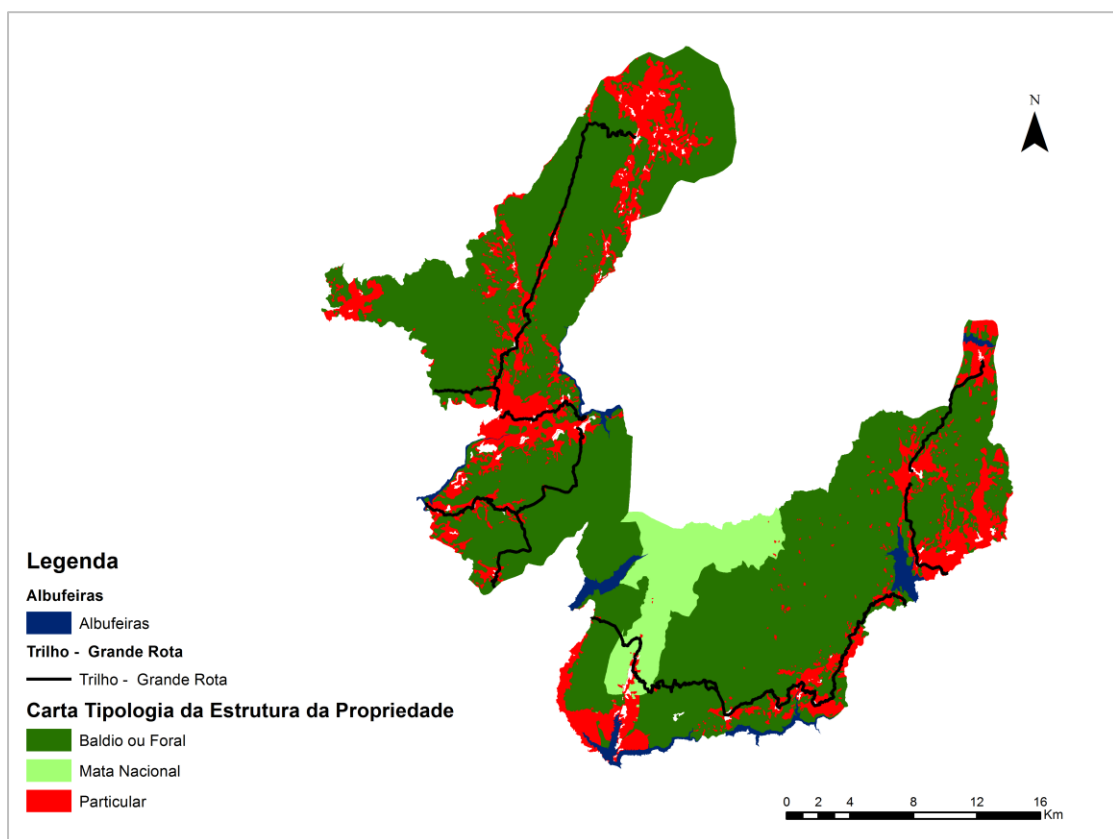 N
Legenda
Albufeiras
Albufeiras
Trilho - Grande Rota
Trilho - Grande Rota
Carta Tipologia da Estrutura da Propriedade
Baldio ou Foral
Mata Nacional
Particular
0 2 4 8 12 16
Km